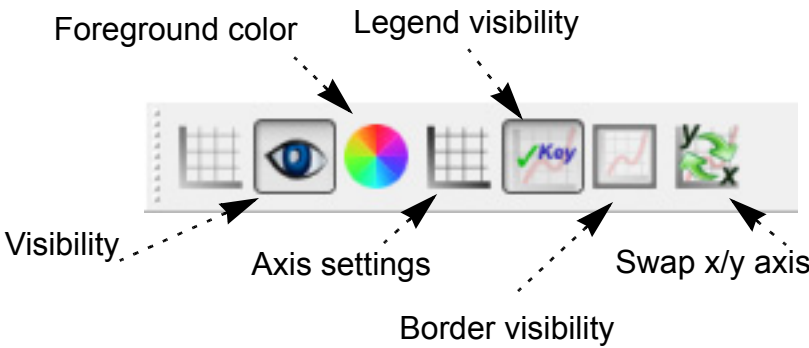 Foreground color
Legend visibility
Key
y
x
Visibility
Axis settings
Swap x/y axis
Border visibility